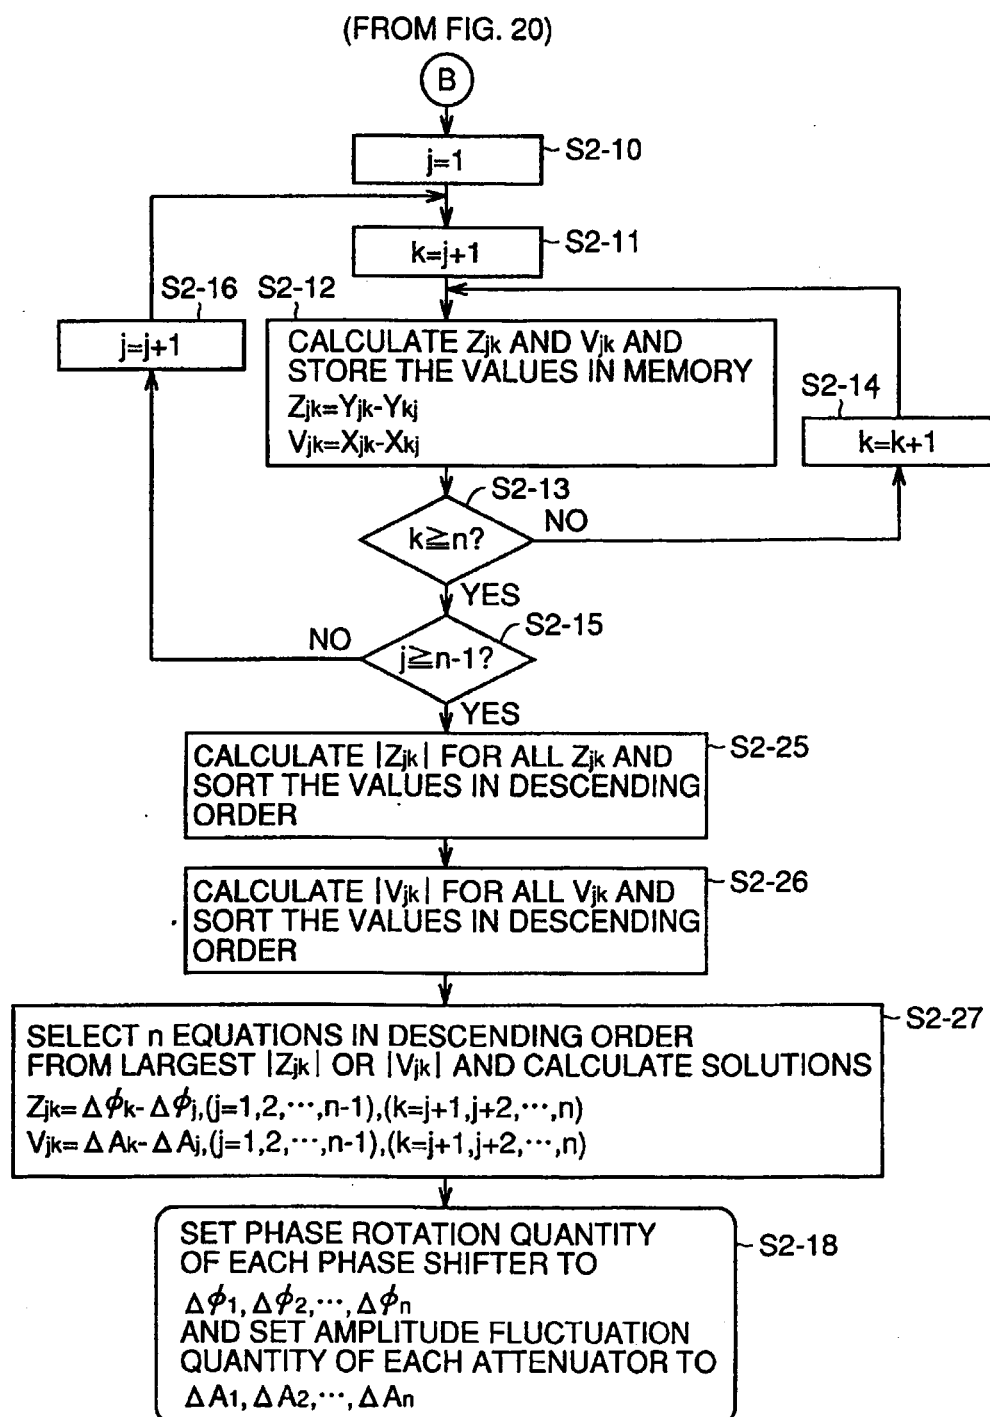 (FROM FIG. 20)
B
j=1
S2-10
k=j+1
S2-11
S2-16
j=j+1
S2-12
CALCULATE Zjk AND Vjk AND
STORE THE VALUES IN MEMORY
Zjk=Yjk-Ykj
Vjk=Xjk-Xkj
S2-14
k=k+1
S2-13
k≧n?
NO
YES
S2-15
j≧n-1?
NO
YES
CALCULATE |Zjk| FOR ALL Zjk AND
SORT THE VALUES IN DESCENDING
ORDER
S2-25
CALCULATE |Vjk| FOR ALL Vjk AND
SORT THE VALUES IN DESCENDING
ORDER
S2-26
SELECT n EQUATIONS IN DESCENDING ORDER
FROM LARGEST |Zjk| OR |Vjk| AND CALCULATE SOLUTIONS
Zjk=Δϕk-Δϕj,(j=1,2,⋯,n-1),(k=j+1,j+2,⋯,n)
Vjk=ΔAk-ΔAj,(j=1,2,⋯,n-1),(k=j+1,j+2,⋯,n)
S2-27
SET PHASE ROTATION QUANTITY
OF EACH PHASE SHIFTER TO
Δϕ1,Δϕ2,⋯,Δϕn
AND SET AMPLITUDE FLUCTUATION
QUANTITY OF EACH ATTENUATOR TO
ΔA1,ΔA2,⋯,ΔAn
S2-18